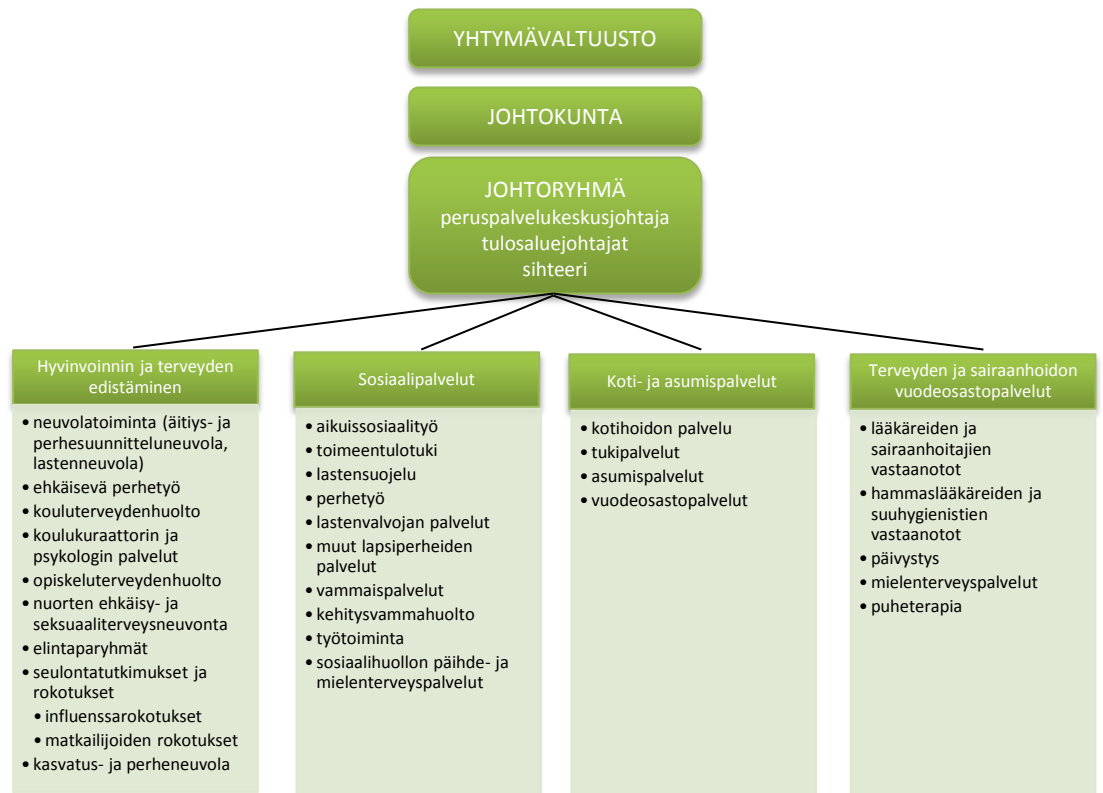 YHTYMÄVALTUUSTO
JOHTOKUNTA
JOHTORYHMÄ
peruspalvelukeskusjohtaja
tulosaluejohtajat
sihteeri
Hyvinvoinnin ja terveyden
edistäminen
• neuvolatoiminta (äitiys- ja
perhesuunnitteluneuvola,
lastenneuvola)
• ehkäisevä perhetyö
• kouluterveydenhuolto
• koulukuraattorin ja
psykologin palvelut
• opiskeluterveydenhuolto
• nuorten ehkäisy- ja
seksuaaliterveysneuvonta
• elintaparyhmät
• seulontatutkimukset ja
rokotukset
• influenssarokotukset
• matkailijoiden rokotukset
• kasvatus- ja perheneuvola
Sosiaalipalvelut
• aikuissosiaalityö
• toimeentulotuki
• lastensuojelu
• perhetyö
• lastenvalvojan palvelut
• muut lapsiperheiden
palvelut
• vammaispalvelut
• kehitysvammahuolto
• työtoiminta
• sosiaalihuollon päihde- ja
mielenterveyspalvelut
Koti- ja asumispalvelut
• kotihoidon palvelu
• tukipalvelut
• asumispalvelut
• vuodeosastopalvelut
Terveyden ja sairaanhoidon
vuodeosastopalvelut
• lääkäreiden ja
sairaanhoitajien
vastaanotot
• hammaslääkäreiden ja
suuhygienistien
vastaanotot
• päivystys
• mielenterveyspalvelut
• puheterapia